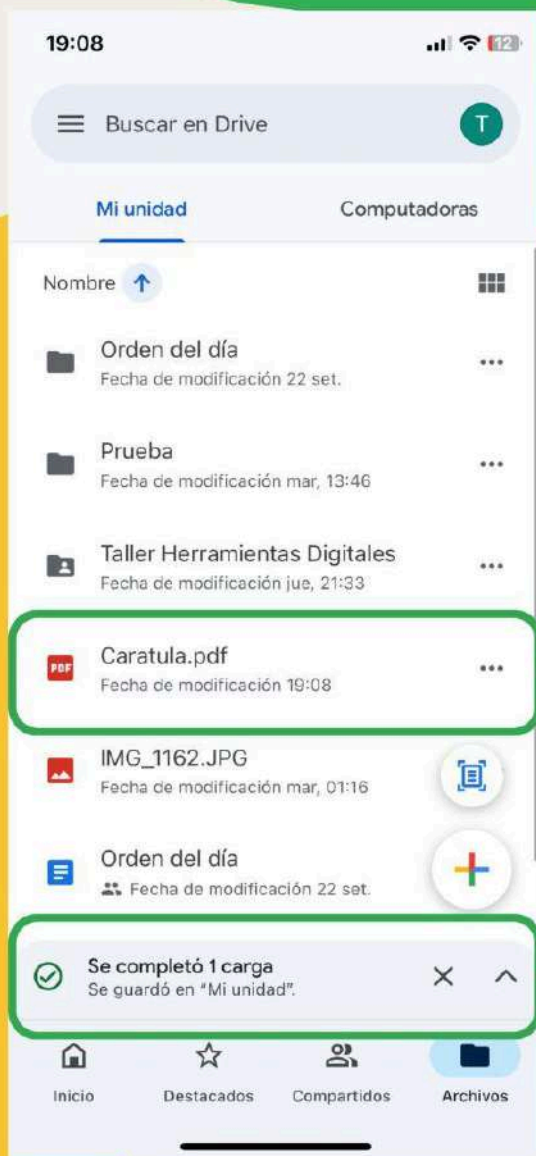 19:08
12
Buscar en Drive
T
Mi unidad
Computadoras
Nombre
Orden del día
Fecha de modificación 22 set.
Prueba
Fecha de modificación mar, 13:46
Taller Herramientas Digitales
Fecha de modificación jue, 21:33
PDF
Caratula.pdf
Fecha de modificación 19:08
IMG_1162.JPG
Fecha de modificación mar, 01:16
Orden del día
Fecha de modificación 22 set.
Se completó 1 carga
Se guardó en "Mi unidad".
Inicio
Destacados
Compartidos
Archivos